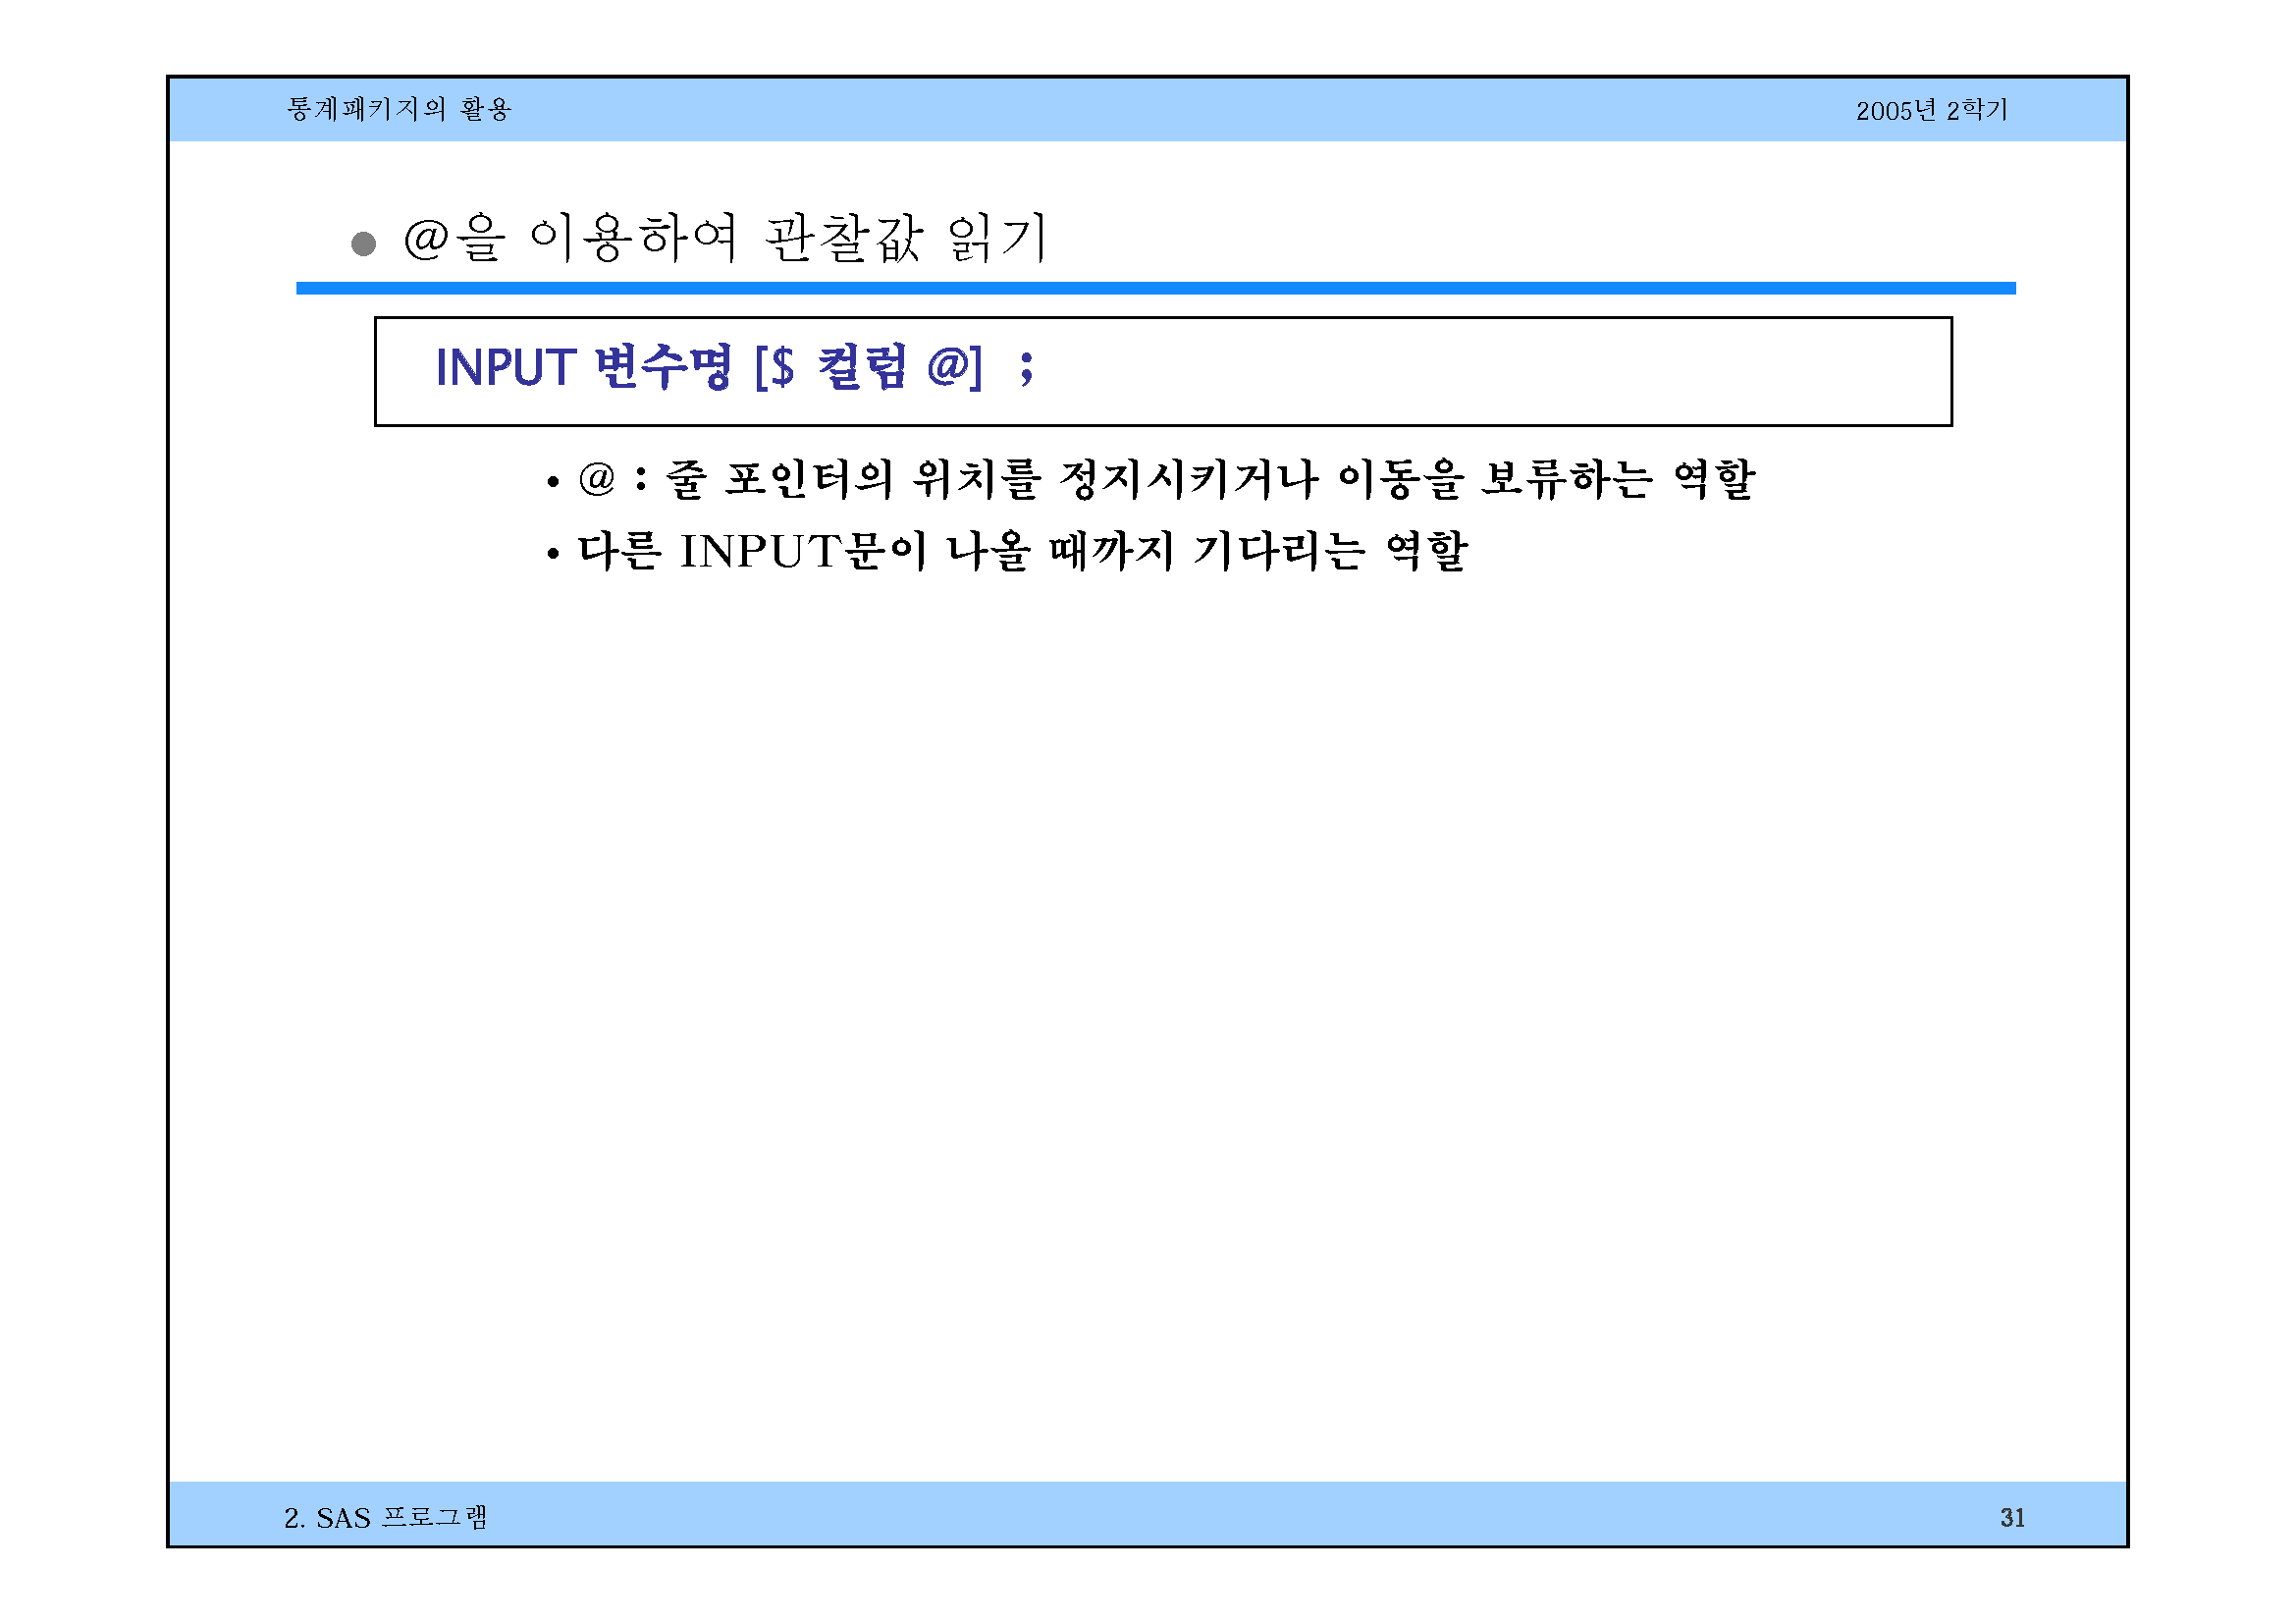 통계패키지의 활용
2005년 2학기
● @을 이용하여 관찰값 읽기
INPUT 변수명 [$ 컬럼 @] ;
• @ : 줄 포인터의 위치를 정지시키거나 이동을 보류하는 역할
• 다른 INPUT문이 나올 때까지 기다리는 역할
2. SAS 프로그램
31